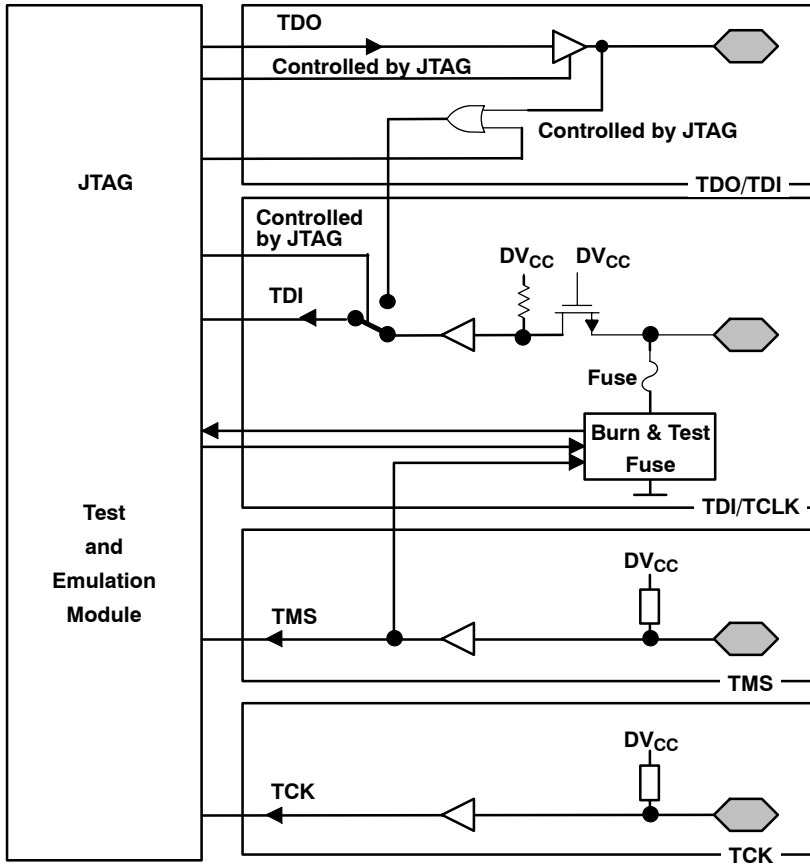 TDO
Controlled by JTAG
Controlled by JTAG
JTAG
TDO/TDI
Controlled
by JTAG
DVCC
DVCC
TDI
Fuse
Burn & Test
Fuse
TDI/TCLK
Test
and
Emulation
Module
DVCC
TMS
TMS
DVCC
TCK
TCK